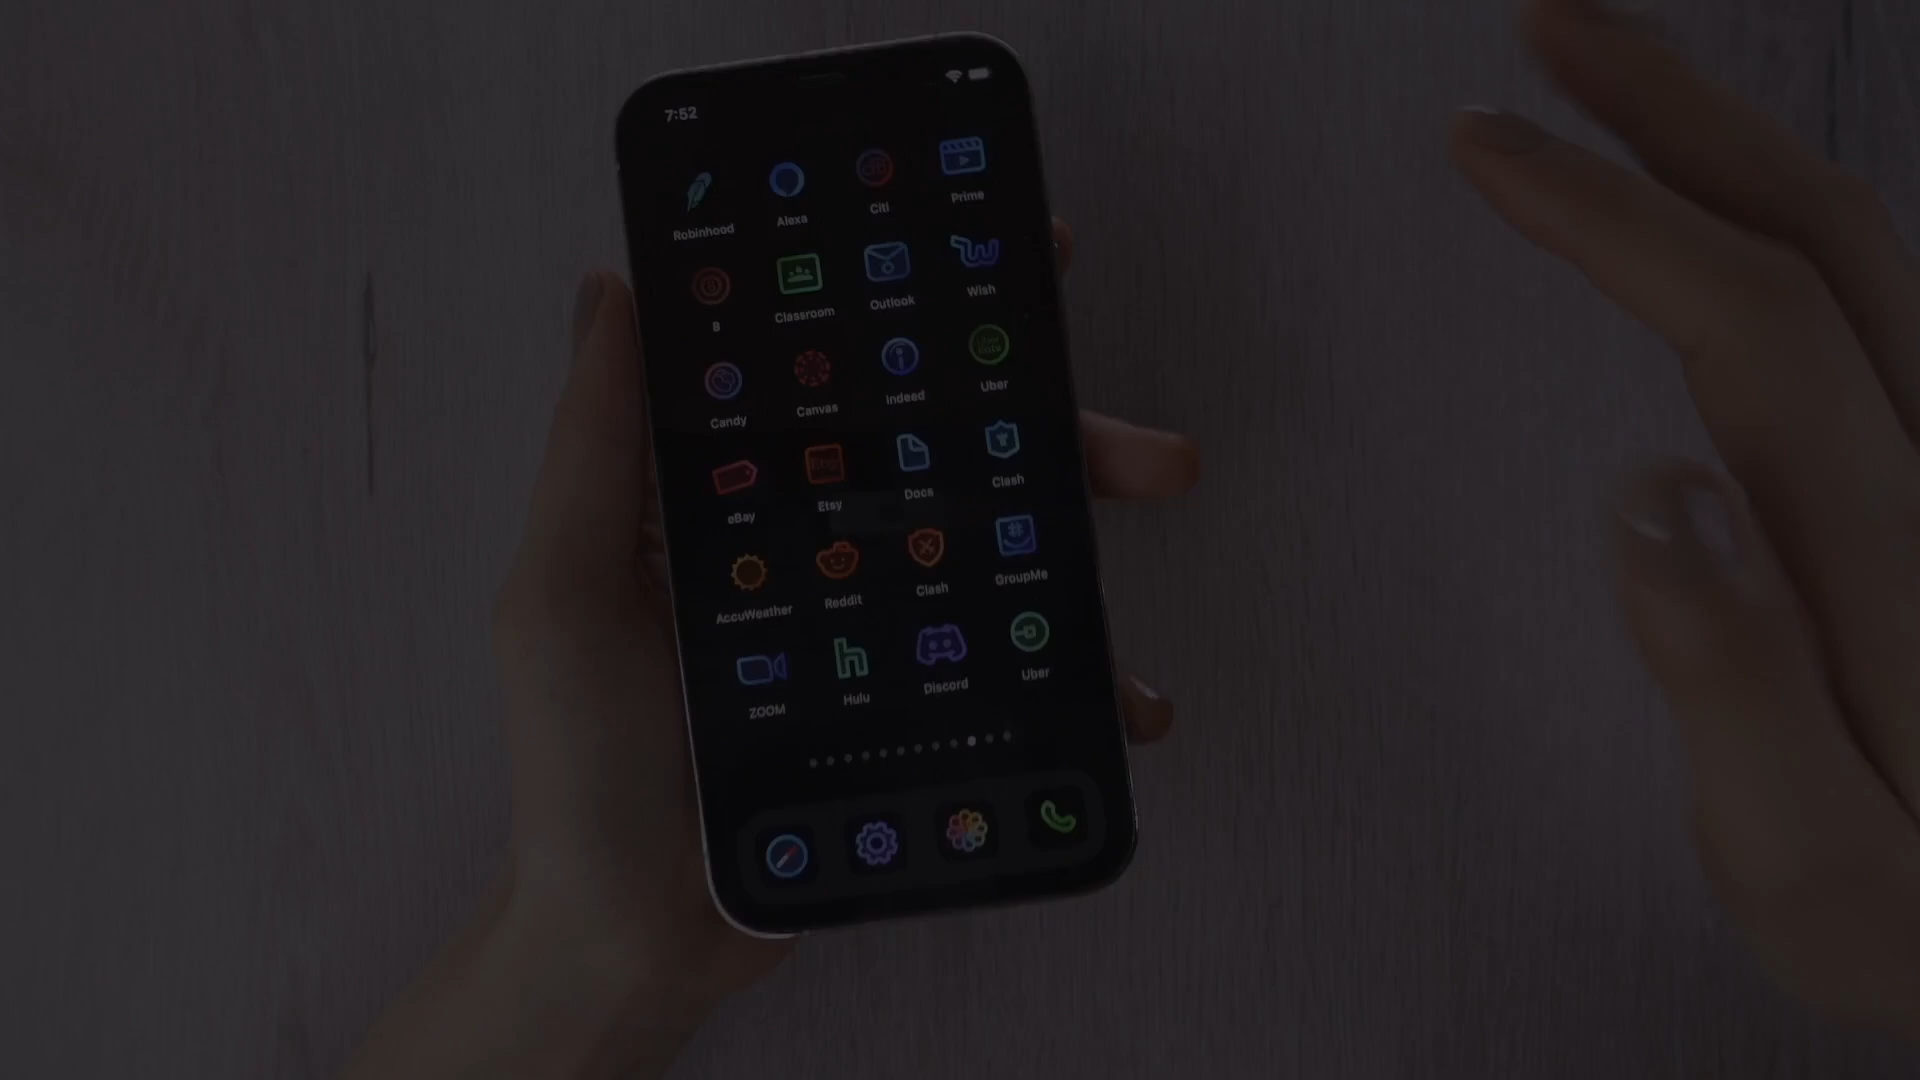 7:52
Robinhood Alexa Citi Prime
B Classroom Outlook Wish
Candy Canvas Indeed Uber
eBay Etsy Docs Clash
AccuWeather Reddit Clash GroupMe
ZOOM Hulu Discord Uber